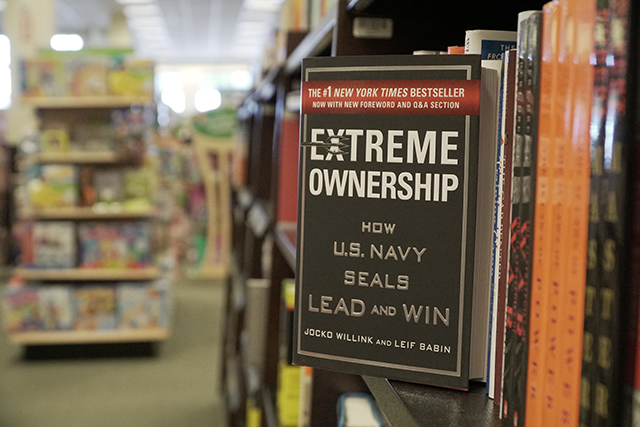 THE #1 NEW YORK TIMES BESTSELLER
NOW WITH NEW FOREWORD AND Q&A SECTION
EXTREME
OWNERSHIP
HOW
U.S. NAVY
SEALS
LEAD AND WIN
JOCKO WILLINK AND LEIF BABIN